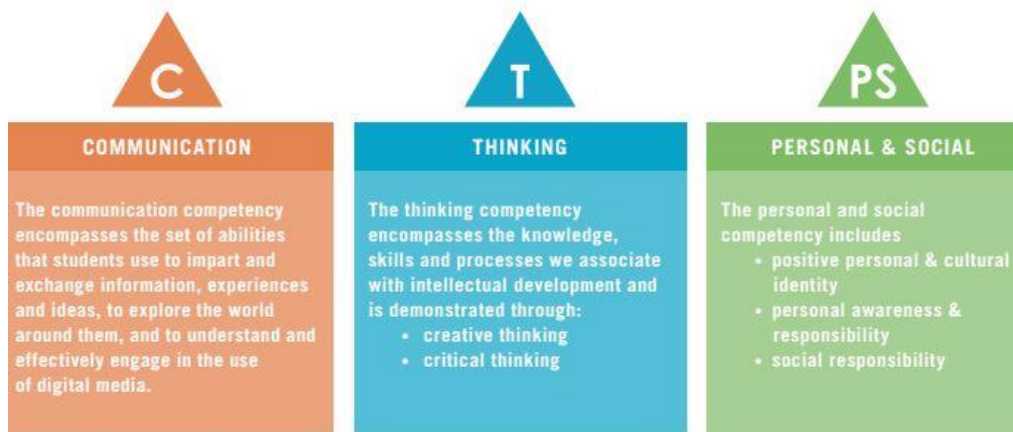 C
COMMUNICATION
The communication competency
encompasses the set of abilities
that students use to impart and
exchange information, experiences
and ideas, to explore the world
around them, and to understand and
effectively engage in the use
of digital media.
T
THINKING
The thinking competency
encompasses the knowledge,
skills and processes we associate
with intellectual development and
is demonstrated through:
• creative thinking
• critical thinking
PS
PERSONAL & SOCIAL
The personal and social
competency includes
• positive personal & cultural
identity
• personal awareness &
responsibility
• social responsibility